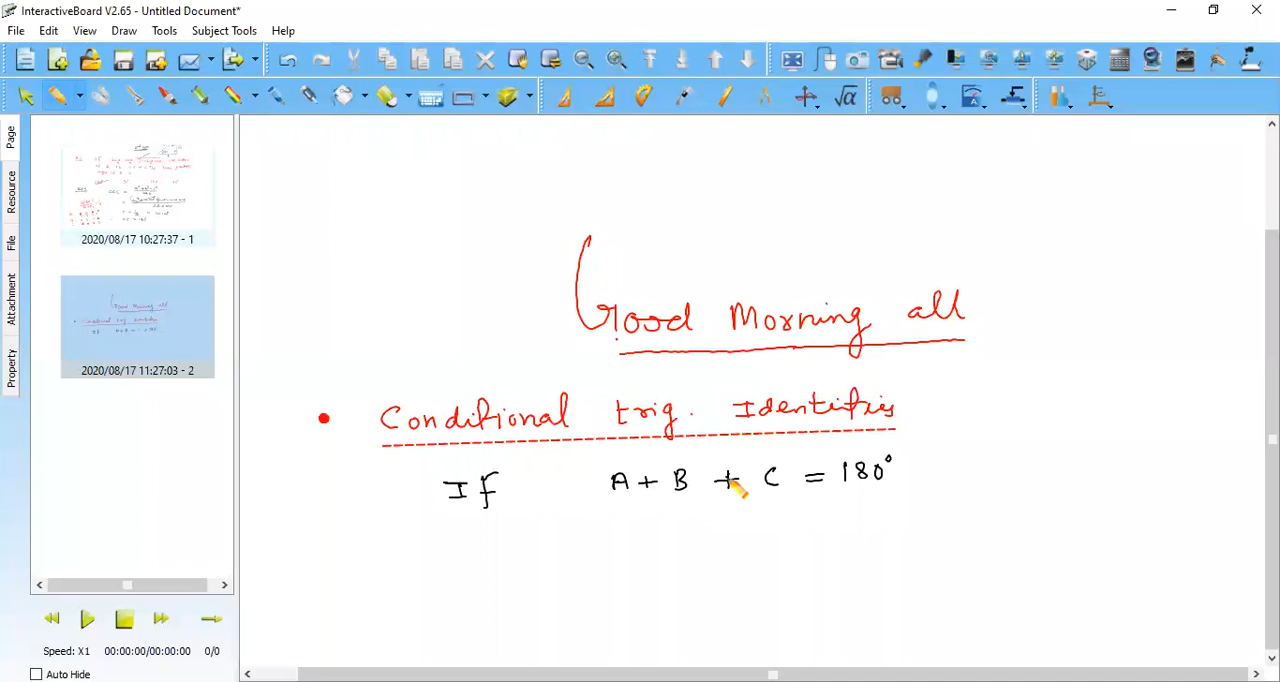 InteractiveBoard V2.65 - Untitled Document*
File Edit View Draw Tools Subject Tools Help
Page
Resource
File
Attachment
Property
2020/08/17 10:27:37 - 1
2020/08/17 11:27:03 - 2
Speed: X1 00:00:00/00:00:00 0/0
Auto Hide
Good Morning all
• Conditional trig. Identities
If A + B + C = 180°